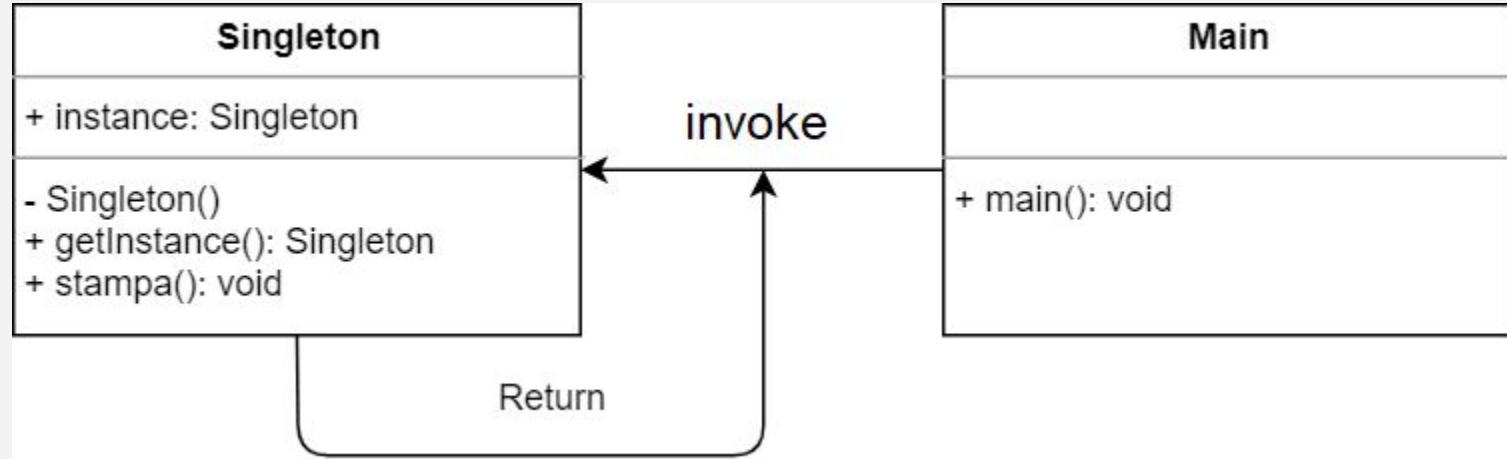 Singleton
+ instance: Singleton
- Singleton()
+ getInstance(): Singleton
+ stampa(): void
invoke
Return
Main
+ main(): void